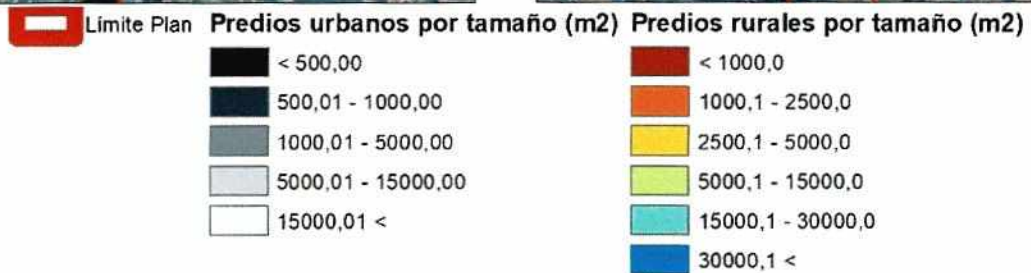 Límite Plan
Predios urbanos por tamaño (m2)
< 500,00
500,01 - 1000,00
1000,01 - 5000,00
5000,01 - 15000,00
15000,01 <
Predios rurales por tamaño (m2)
< 1000,0
1000,1 - 2500,0
2500,1 - 5000,0
5000,1 - 15000,0
15000,1 - 30000,0
30000,1 <